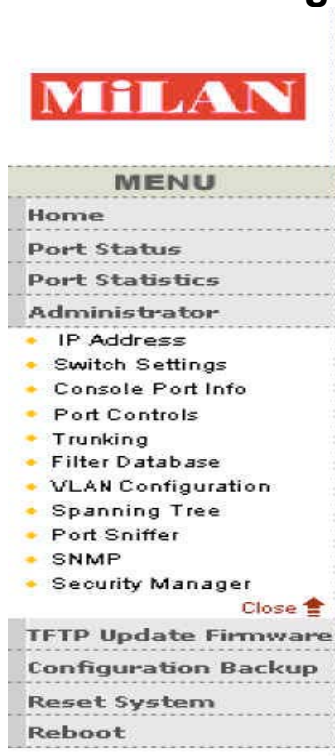 MiLAN
MENU
Home
Port Status
Port Statistics
Administrator
IP Address
Switch Settings
Console Port Info
Port Controls
Trunking
Filter Database
VLAN Configuration
Spanning Tree
Port Sniffer
SNMP
Security Manager
Close
TFTP Update Firmware
Configuration Backup
Reset System
Reboot